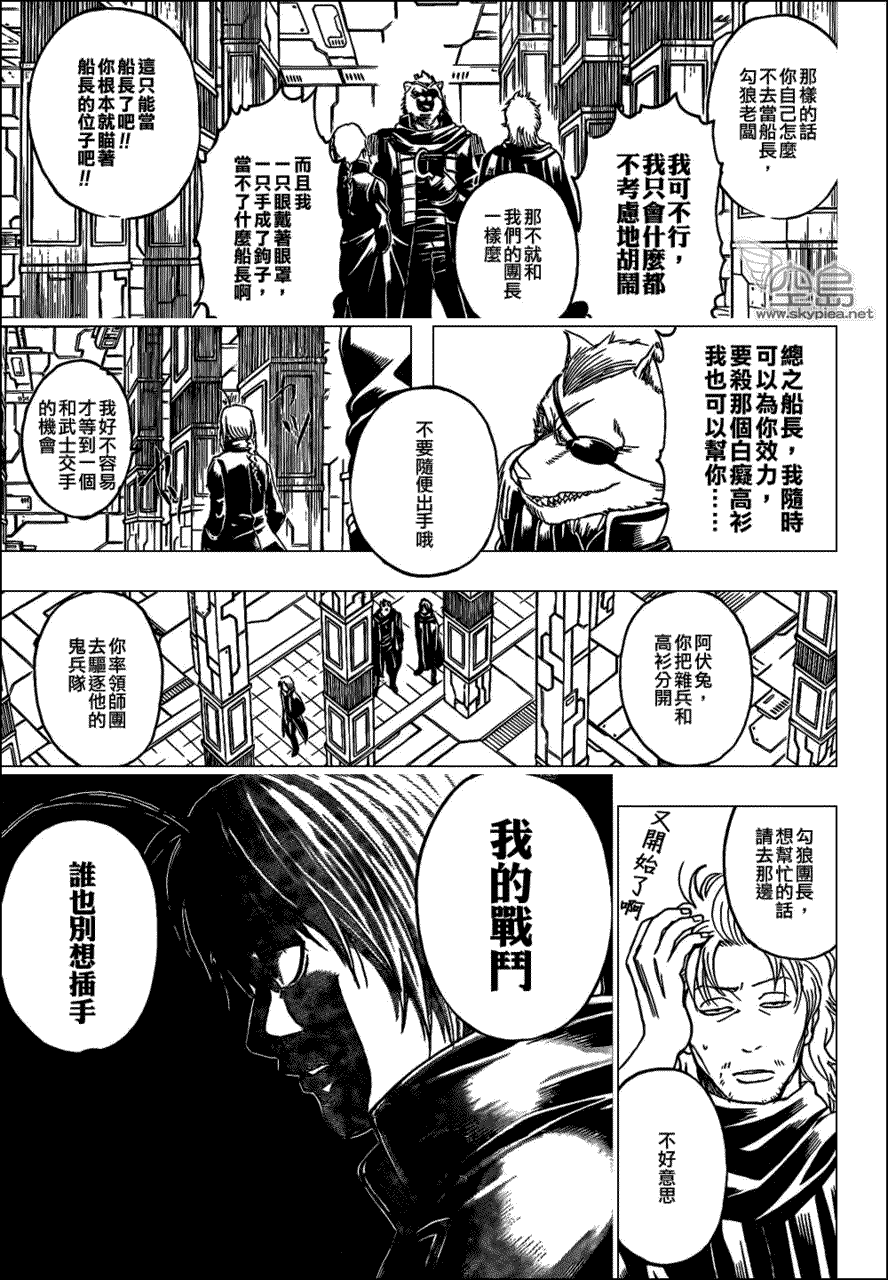 那樣的話
你自己怎麼
不去當船長，
勾狼老闆
我可不行，
我只會什麼都
不考慮地胡鬧
那不就和
我們的團長
一樣麼
而且我
一只眼戴著眼罩，
一只手成了鉤子，
當不了什麼船長啊
這只能當
船長了吧!!
你根本就瞄著
船長的位子吧!!
空島
www.skypiea.net
總之船長，我隨時
可以為你效力，
要殺那個白癡高衫
我也可以幫你……
不要隨便出手哦
我好不容易
才等到一個
和武士交手
的機會
阿伏兔，
你把雜兵和
高衫分開
你率領師團
去驅逐他的
鬼兵隊
勾狼團長，
想幫忙的話
請去那邊
又開始了啊
不好意思
我的戰鬥
誰也別想插手